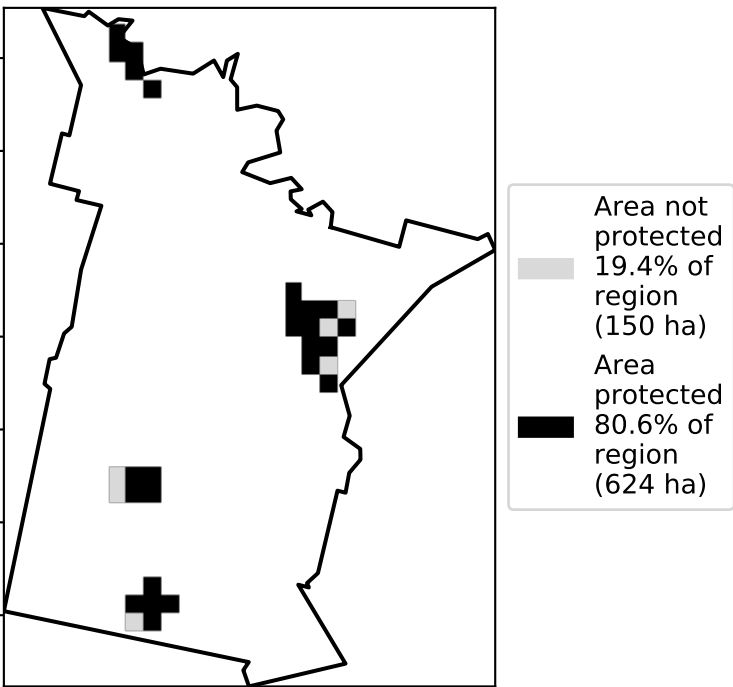 Area not
protected
19.4% of
region
(150 ha)
Area
protected
80.6% of
region
(624 ha)